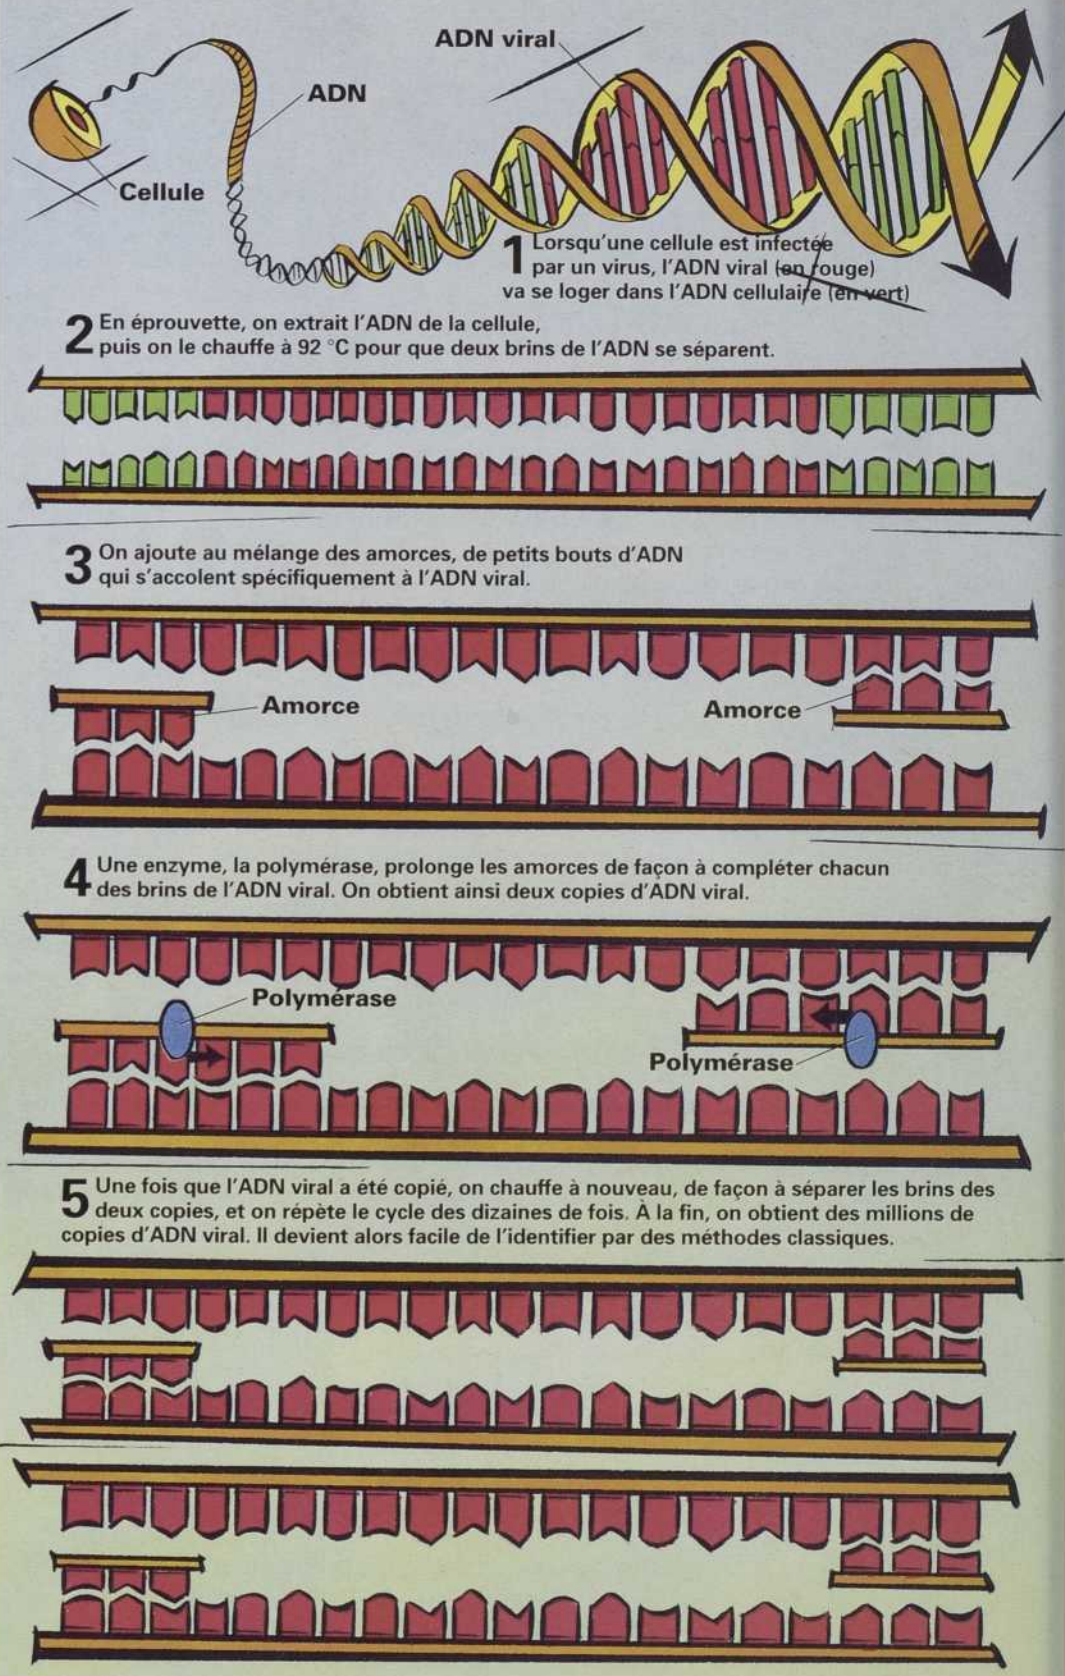 ADN viral
ADN
Cellule
1 Lorsqu'une cellule est infectée
par un virus, l'ADN viral (en rouge)
va se loger dans l'ADN cellulaire (en vert)
2 En éprouvette, on extrait l'ADN de la cellule,
puis on le chauffe à 92 °C pour que deux brins de l'ADN se séparent.
3 On ajoute au mélange des amorces, de petits bouts d'ADN
qui s'accolent spécifiquement à l'ADN viral.
Amorce
Amorce
4 Une enzyme, la polymérase, prolonge les amorces de façon à compléter chacun
des brins de l'ADN viral. On obtient ainsi deux copies d'ADN viral.
Polymérase
Polymérase
5 Une fois que l'ADN viral a été copié, on chauffe à nouveau, de façon à séparer les brins des
deux copies, et on répète le cycle des dizaines de fois. À la fin, on obtient des millions de
copies d'ADN viral. Il devient alors facile de l'identifier par des méthodes classiques.